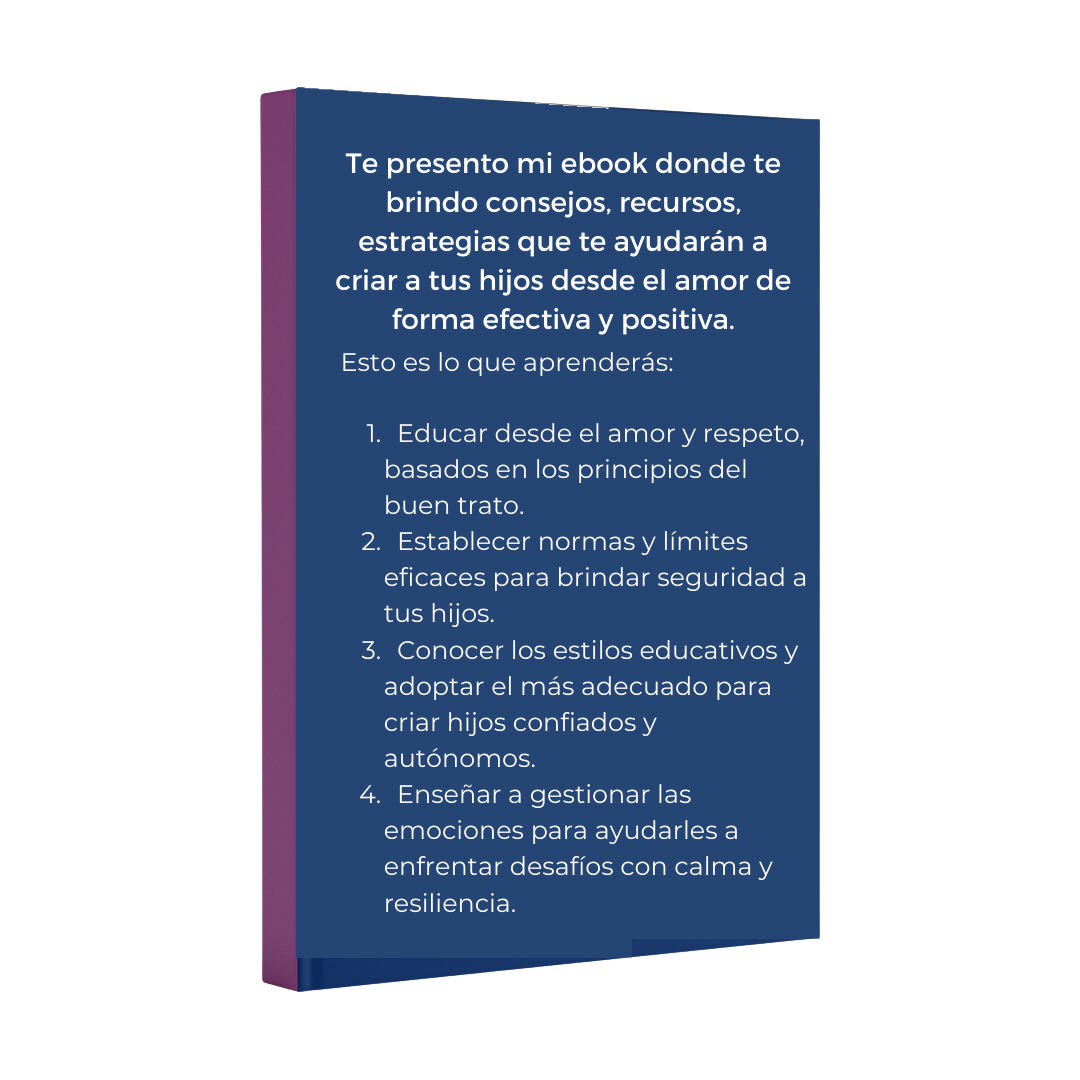 Te presento mi ebook donde te
brindo consejos, recursos,
estrategias que te ayudarán a
criar a tus hijos desde el amor de
forma efectiva y positiva.
Esto es lo que aprenderás:
1. Educar desde el amor y respeto,
basados en los principios del
buen trato.
2. Establecer normas y límites
eficaces para brindar seguridad a
tus hijos.
3. Conocer los estilos educativos y
adoptar el más adecuado para
criar hijos confiados y
autónomos.
4. Enseñar a gestionar las
emociones para ayudarles a
enfrentar desafíos con calma y
resiliencia.